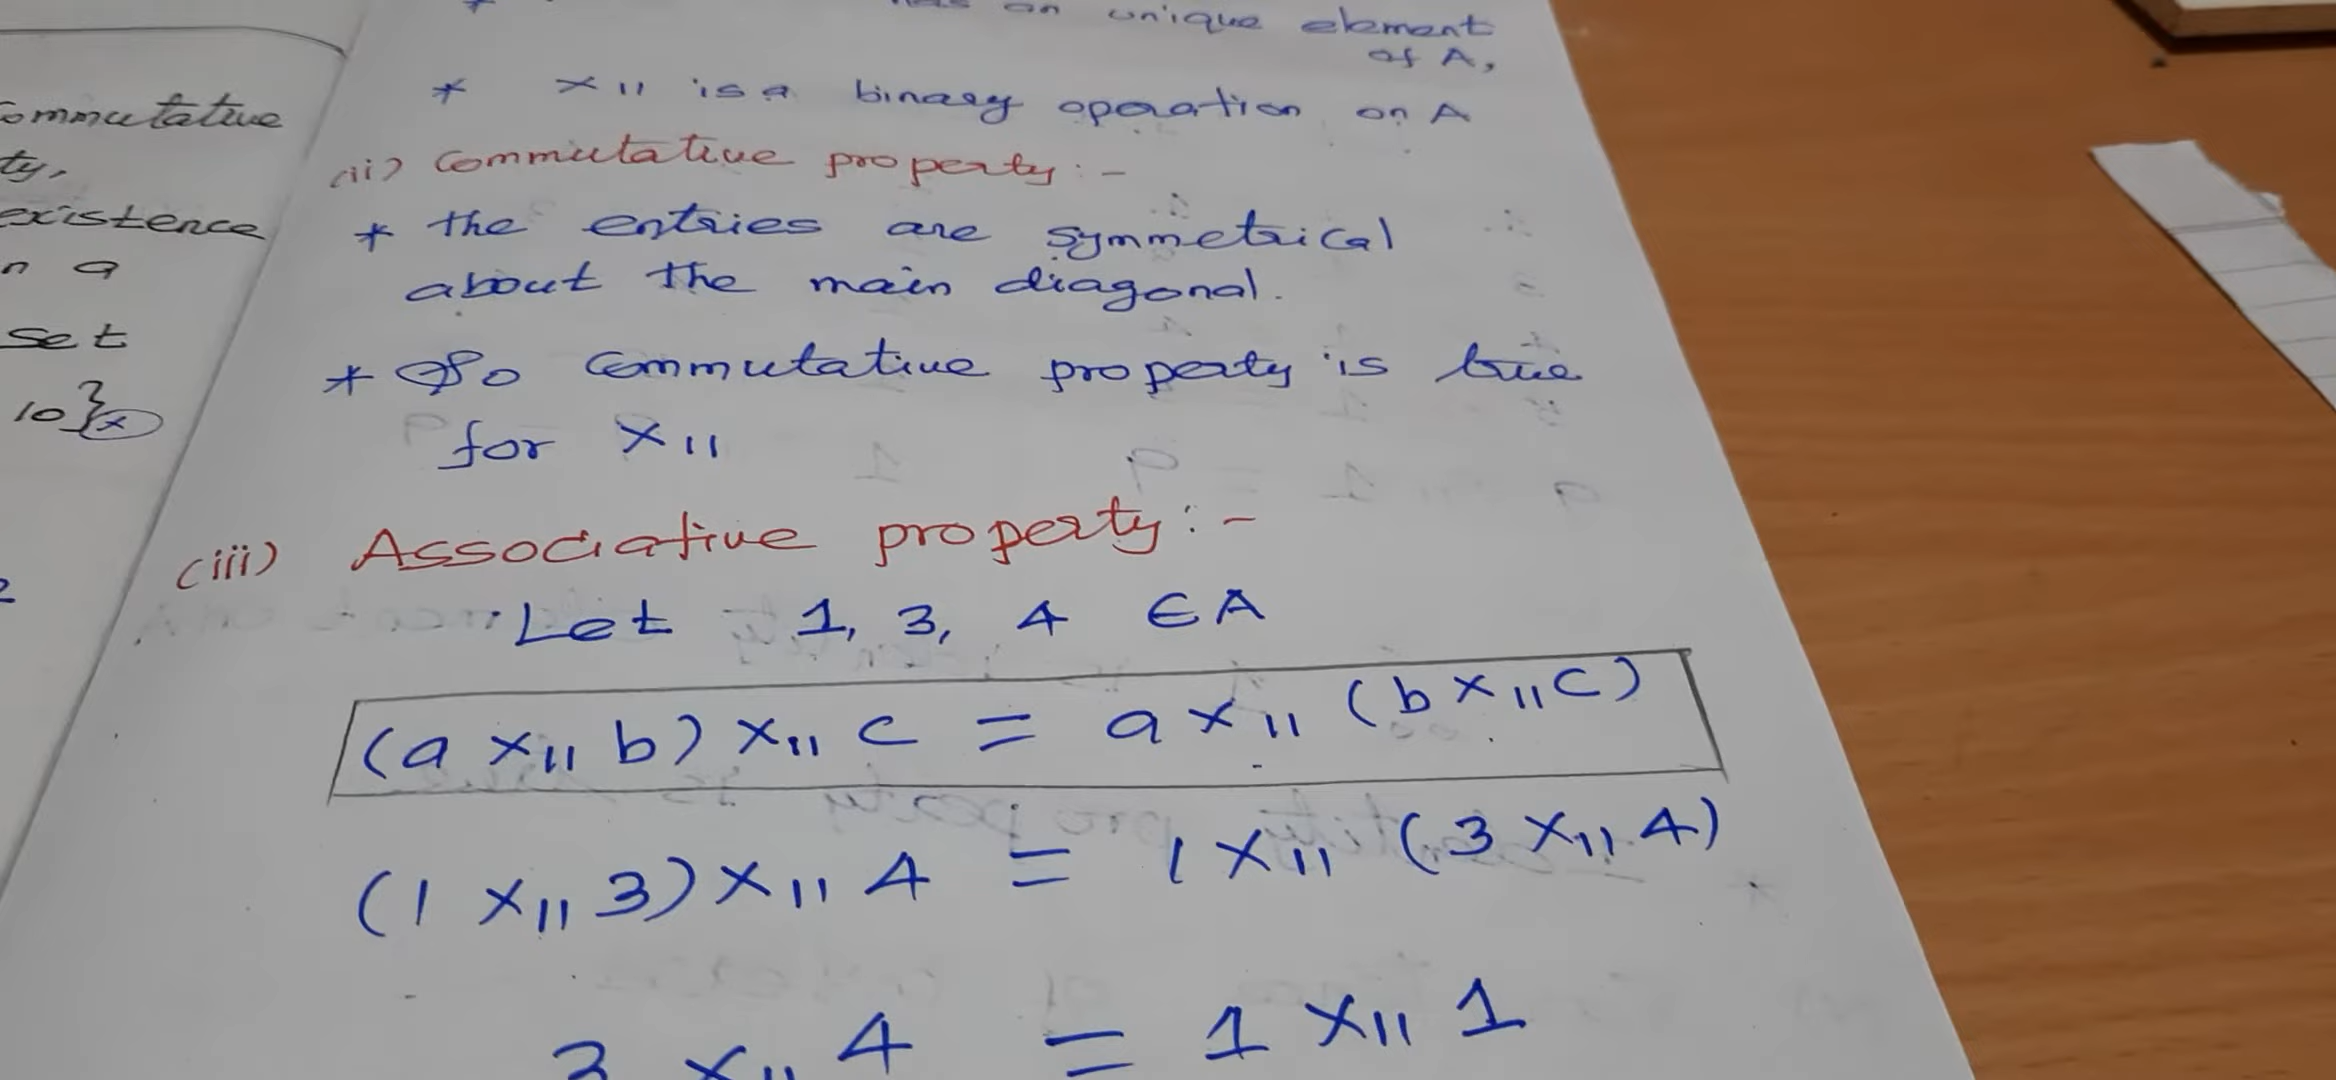 an unique element
of A,
* ×11 is a binary operation on A
(ii) Commutative property :-
* the entries are symmetrical
about the main diagonal.
* So Commutative property is true
for ×11
(iii) Associative property :-
Let 1, 3, 4 ∈ A
(a ×11 b) ×11 c = a ×11 (b ×11 c)
(1 ×11 3) ×11 4 = 1 ×11 (3 ×11 4)
3 ×11 4 = 1 ×11 1
ommutative
ty,
existence
n a
set
10}